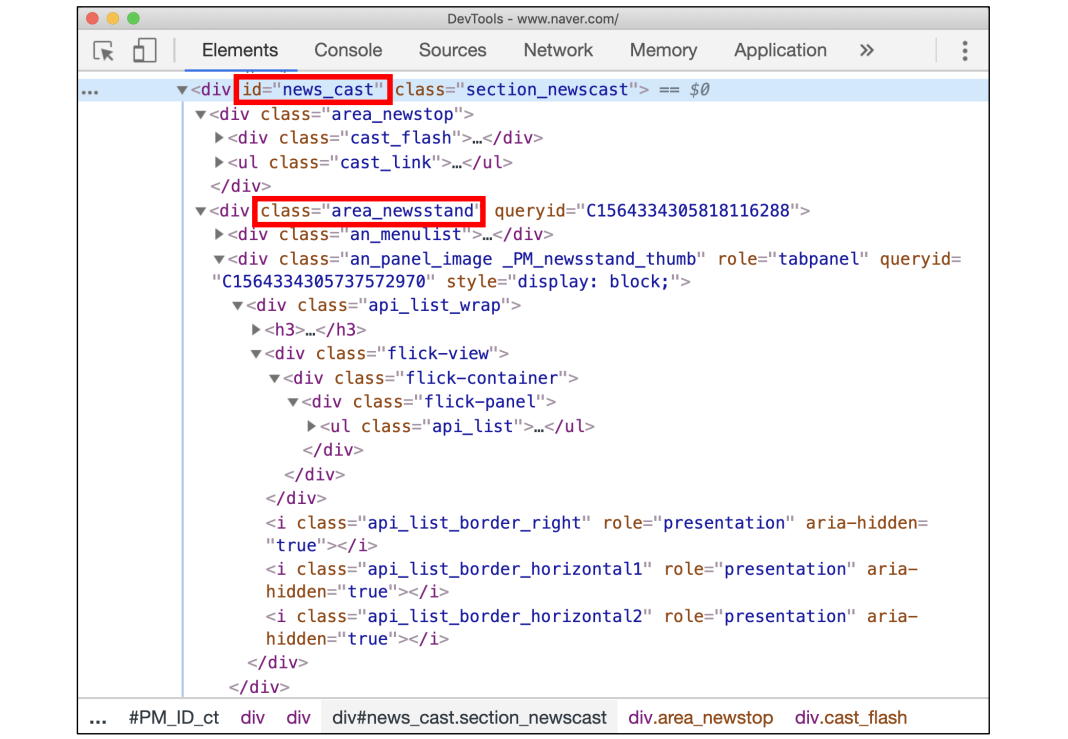 DevTools - www.naver.com/
Elements Console Sources Network Memory Application »
... ▼<div id="news_cast" class="section_newscast"> == $0
▼<div class="area_newstop">
▶<div class="cast_flash">…</div>
▶<ul class="cast_link">…</ul>
</div>
▼<div class="area_newsstand" queryid="C1564334305818116288">
▶<div class="an_menulist">…</div>
▼<div class="an_panel_image _PM_newsstand_thumb" role="tabpanel" queryid=
"C1564334305737572970" style="display: block;">
▼<div class="api_list_wrap">
▶<h3>…</h3>
▼<div class="flick-view">
▼<div class="flick-container">
▼<div class="flick-panel">
▶<ul class="api_list">…</ul>
</div>
</div>
</div>
<i class="api_list_border_right" role="presentation" aria-hidden=
"true"></i>
<i class="api_list_border_horizontal1" role="presentation" aria-
hidden="true"></i>
<i class="api_list_border_horizontal2" role="presentation" aria-
hidden="true"></i>
</div>
</div>
... #PM_ID_ct div div div#news_cast.section_newscast div.area_newstop div.cast_flash